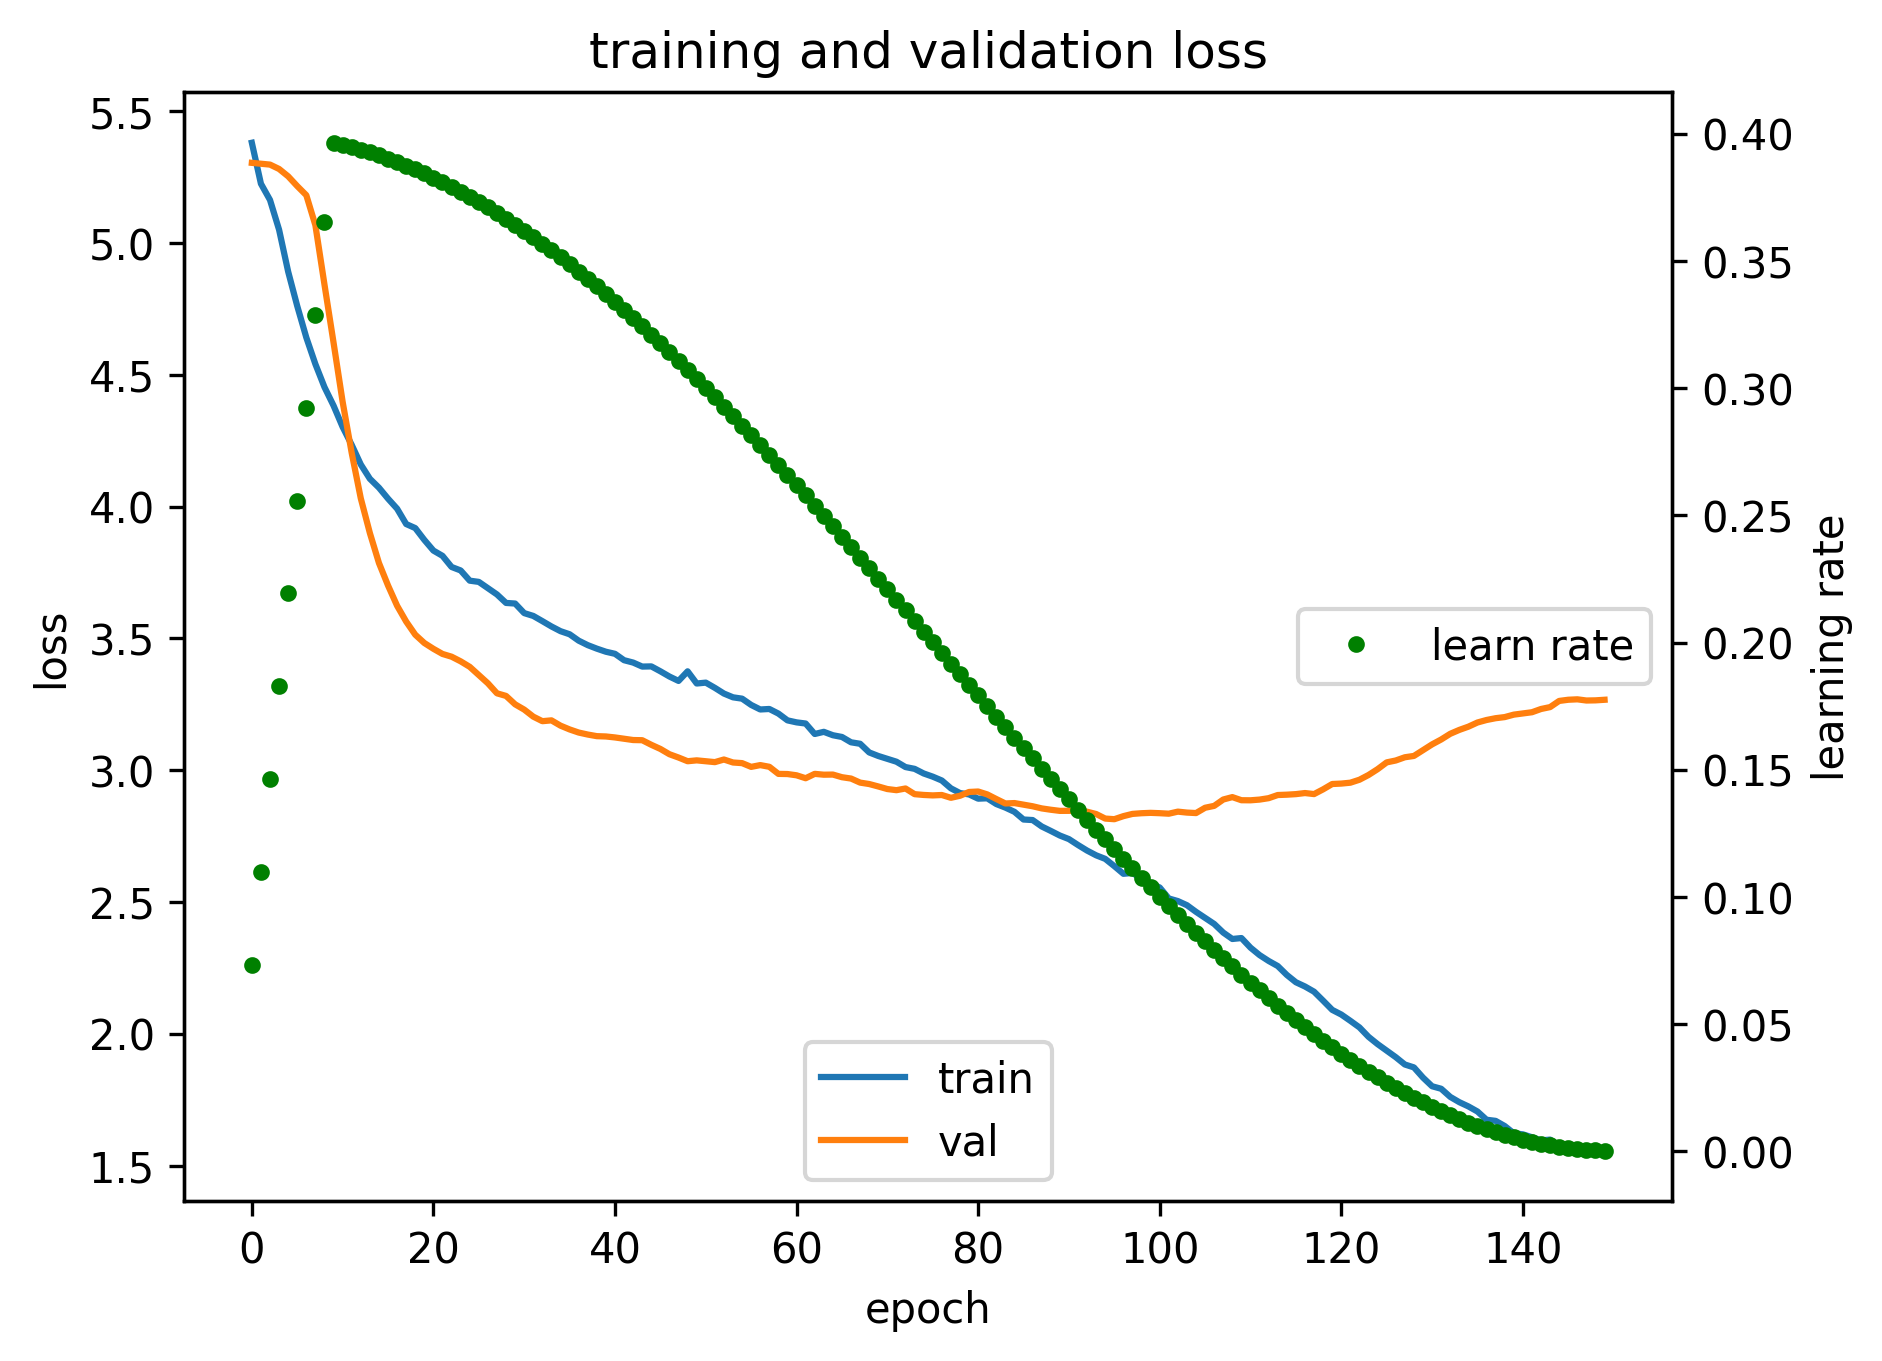 training and validation loss
5.5
5.0
4.5
4.0
3.5
3.0
2.5
2.0
1.5
loss
0.40
0.35
0.30
0.25
0.20
0.15
0.10
0.05
0.00
learning rate
learn rate
train
val
0 20 40 60 80 100 120 140
epoch